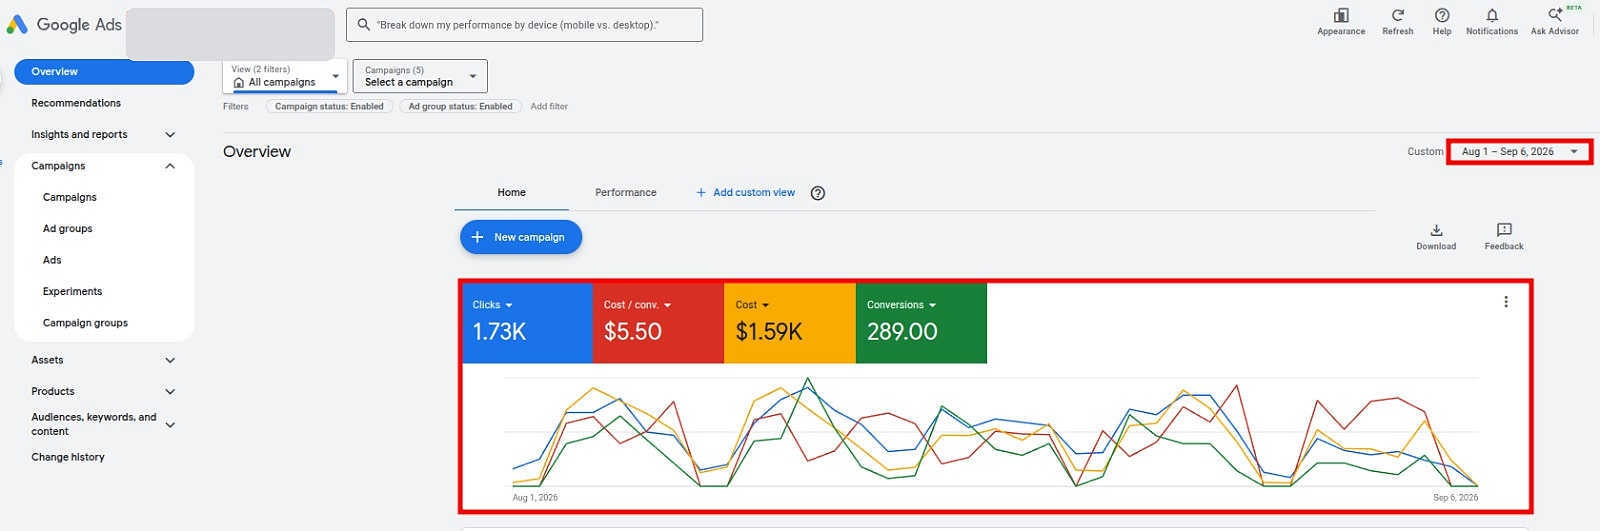 Google Ads
"Break down my performance by device (mobile vs. desktop)."
Appearance
Refresh
Help
Notifications
BETA
Ask Advisor
Overview
Recommendations
Insights and reports
Campaigns
Campaigns
Ad groups
Ads
Experiments
Campaign groups
Assets
Products
Audiences, keywords, and
content
Change history
View (2 filters)
All campaigns
Campaigns (5)
Select a campaign
Filters
Campaign status: Enabled
Ad group status: Enabled
Add filter
Overview
Custom
Aug 1 – Sep 6, 2026
Home
Performance
+ Add custom view
+ New campaign
Download
Feedback
Clicks
1.73K
Cost / conv.
$5.50
Cost
$1.59K
Conversions
289.00
Aug 1, 2026
Sep 6, 2026